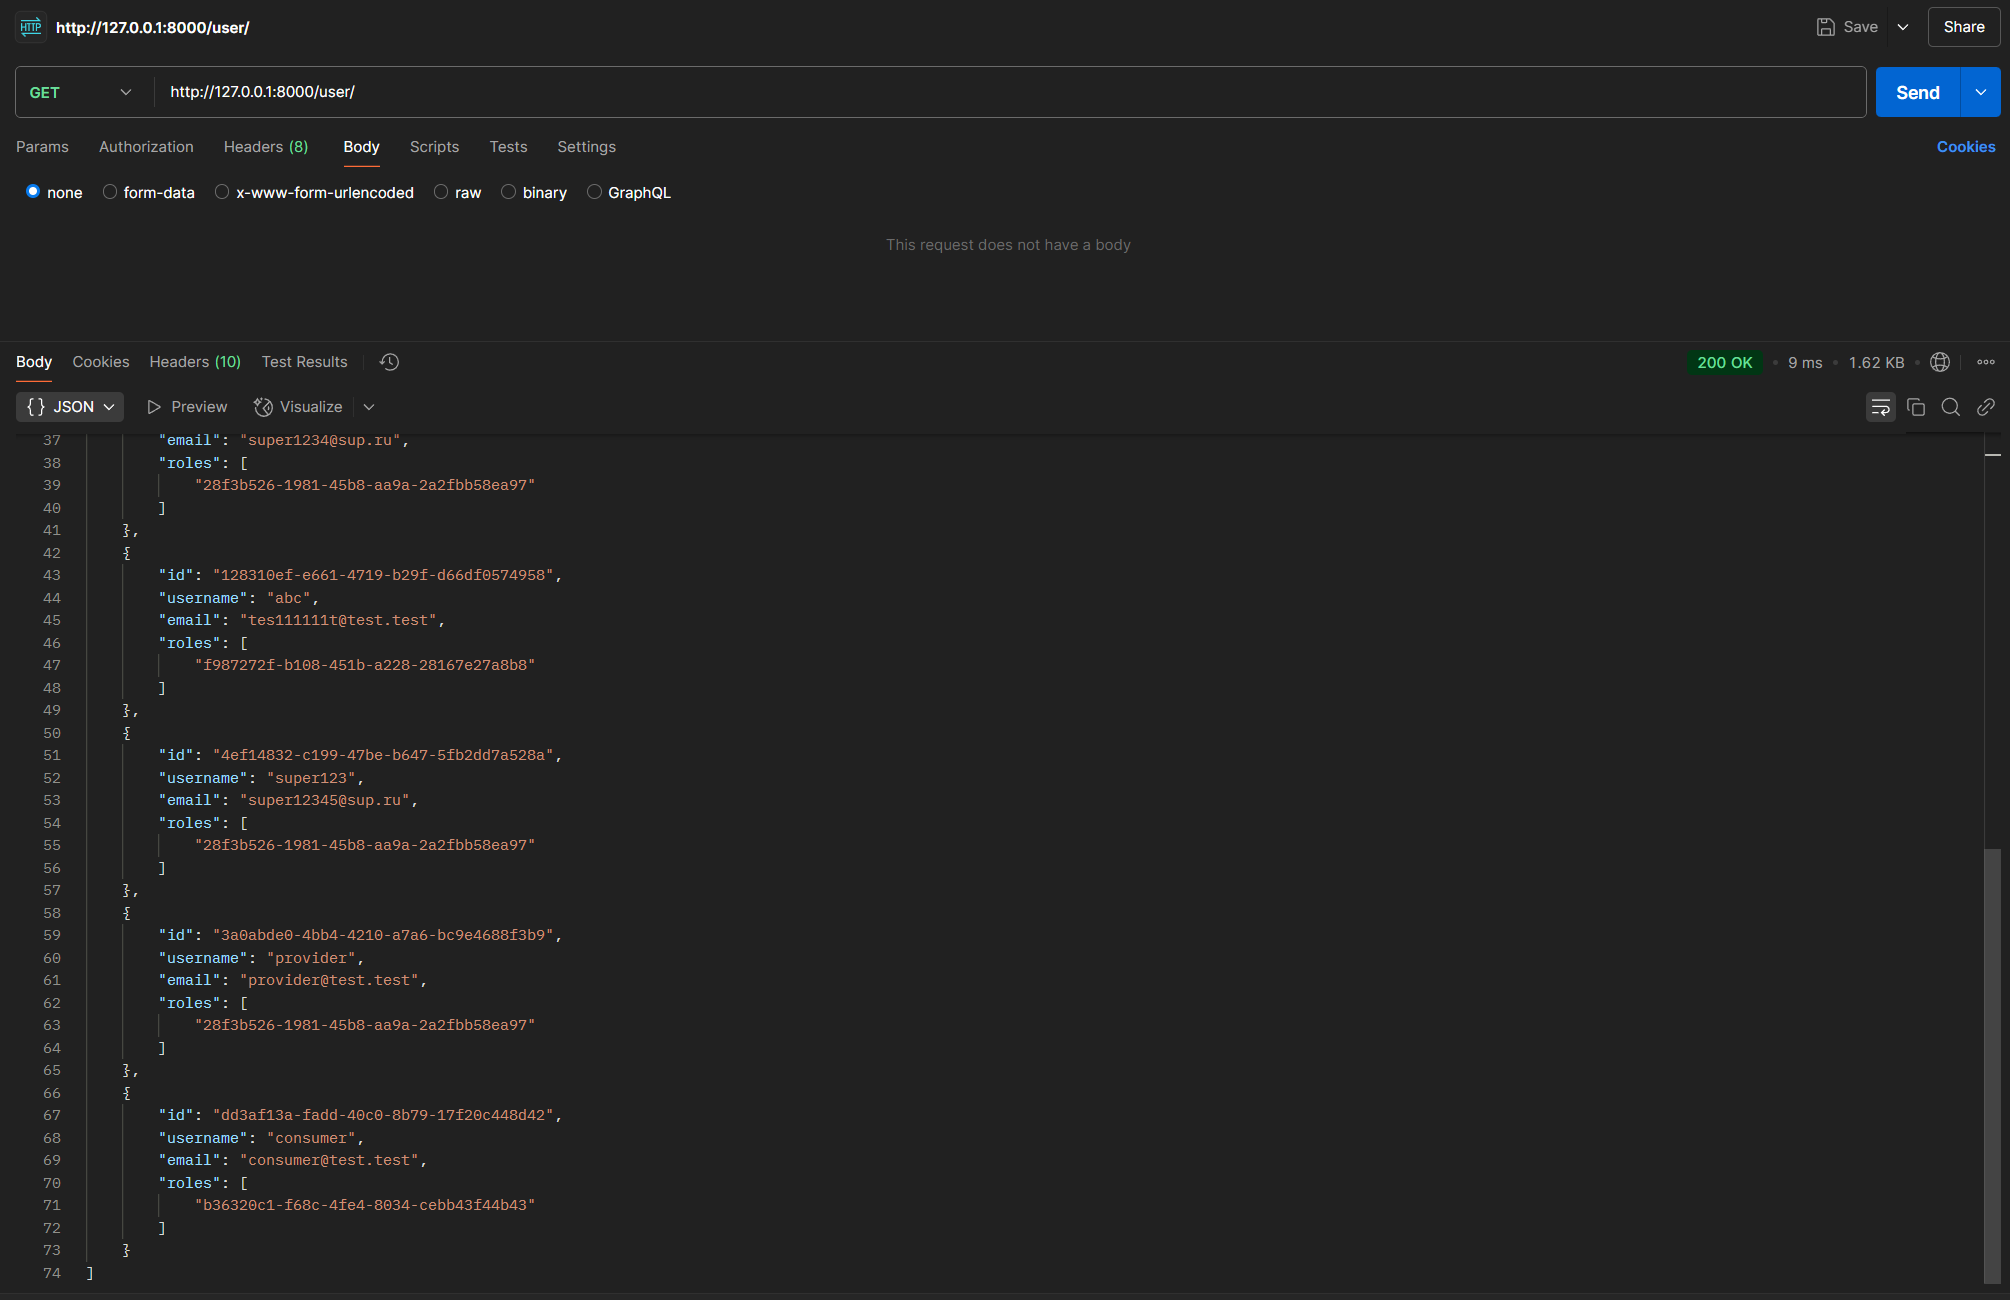 HTTP http://127.0.0.1:8000/user/ Save Share
GET http://127.0.0.1:8000/user/ Send
Params Authorization Headers (8) Body Scripts Tests Settings Cookies
none form-data x-www-form-urlencoded raw binary GraphQL
This request does not have a body
Body Cookies Headers (10) Test Results 200 OK • 9 ms • 1.62 KB •
{} JSON Preview Visualize
37 "email": "super1234@sup.ru",
38 "roles": [
39 "28f3b526-1981-45b8-aa9a-2a2fbb58ea97"
40 ]
41 },
42 {
43 "id": "128310ef-e661-4719-b29f-d66df0574958",
44 "username": "abc",
45 "email": "tes111111t@test.test",
46 "roles": [
47 "f987272f-b108-451b-a228-28167e27a8b8"
48 ]
49 },
50 {
51 "id": "4ef14832-c199-47be-b647-5fb2dd7a528a",
52 "username": "super123",
53 "email": "super12345@sup.ru",
54 "roles": [
55 "28f3b526-1981-45b8-aa9a-2a2fbb58ea97"
56 ]
57 },
58 {
59 "id": "3a0abde0-4bb4-4210-a7a6-bc9e4688f3b9",
60 "username": "provider",
61 "email": "provider@test.test",
62 "roles": [
63 "28f3b526-1981-45b8-aa9a-2a2fbb58ea97"
64 ]
65 },
66 {
67 "id": "dd3af13a-fadd-40c0-8b79-17f20c448d42",
68 "username": "consumer",
69 "email": "consumer@test.test",
70 "roles": [
71 "b36320c1-f68c-4fe4-8034-cebb43f44b43"
72 ]
73 }
74 ]